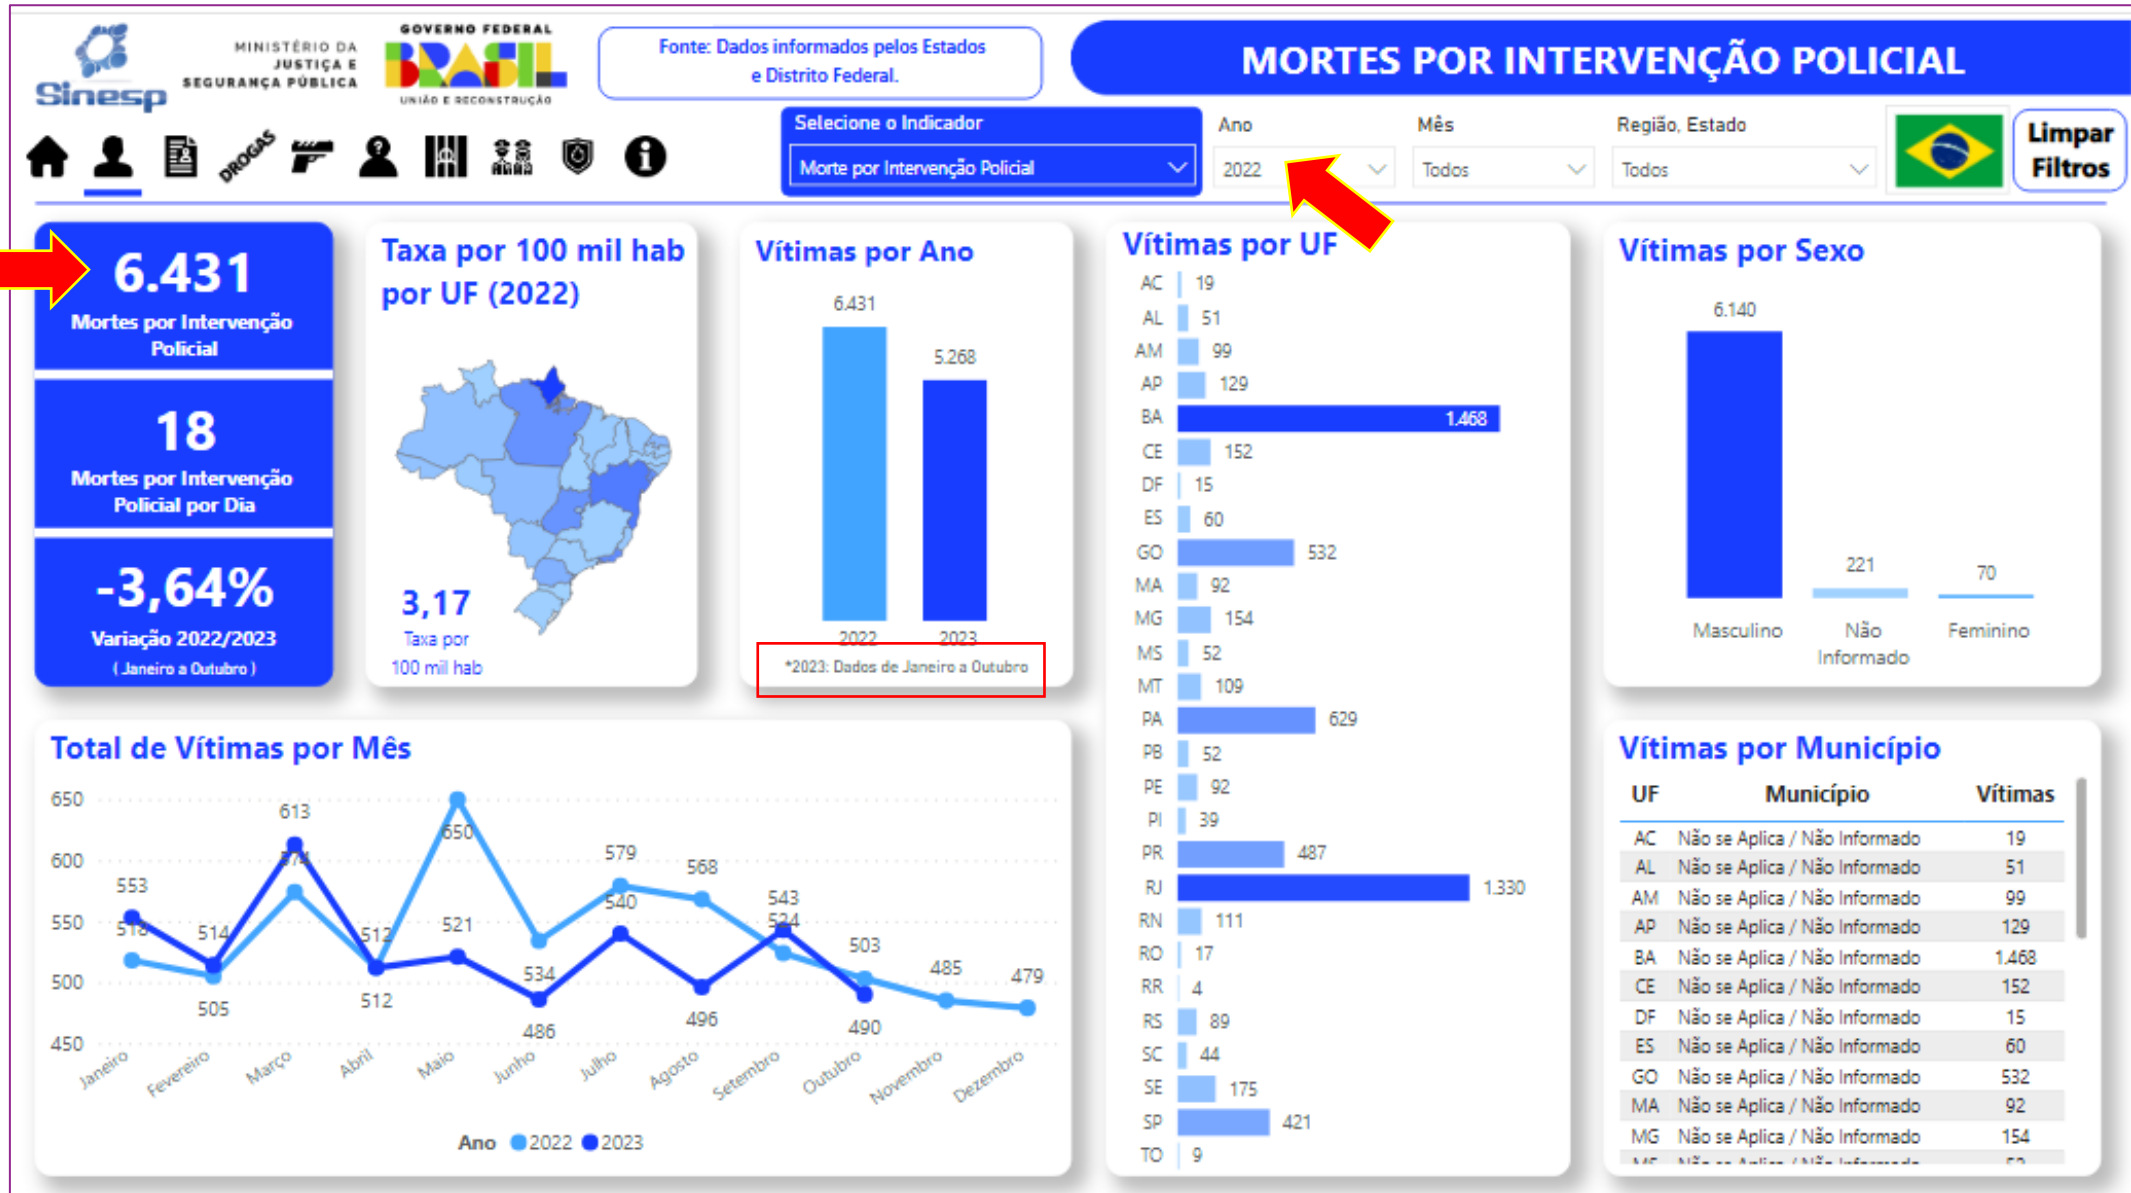 Sinesp
MINISTÉRIO DA
JUSTIÇA E
SEGURANÇA PÚBLICA
GOVERNO FEDERAL
BRASIL
UNIÃO E RECONSTRUÇÃO
Fonte: Dados informados pelos Estados
e Distrito Federal.
MORTES POR INTERVENÇÃO POLICIAL
DROGAS
Selecione o Indicador
Morte por Intervenção Policial
Ano
2022
Mês
Todos
Região, Estado
Todos
Limpar
Filtros
6.431
Mortes por Intervenção
Policial
18
Mortes por Intervenção
Policial por Dia
-3,64%
Variação 2022/2023
( Janeiro a Outubro )
Taxa por 100 mil hab
por UF (2022)
3,17
Taxa por
100 mil hab
Vítimas por Ano
6.431
5.268
2022 2023
*2023: Dados de Janeiro a Outubro
Vítimas por UF
AC 19
AL 51
AM 99
AP 129
BA 1.468
CE 152
DF 15
ES 60
GO 532
MA 92
MG 154
MS 52
MT 109
PA 629
PB 52
PE 92
PI 39
PR 487
RJ 1.330
RN 111
RO 17
RR 4
RS 89
SC 44
SE 175
SP 421
TO 9
Vítimas por Sexo
6.140
221
70
Masculino Não Feminino
Informado
Total de Vítimas por Mês
650
600
550
500
450
553
518
514
505
613
574
512
512
650
521
534
486
579
540
568
496
543
524
503
490
485
479
Janeiro Fevereiro Março Abril Maio Junho Julho Agosto Setembro Outubro Novembro Dezembro
Ano 2022 2023
Vítimas por Município
UF Município Vítimas
AC Não se Aplica / Não Informado 19
AL Não se Aplica / Não Informado 51
AM Não se Aplica / Não Informado 99
AP Não se Aplica / Não Informado 129
BA Não se Aplica / Não Informado 1.468
CE Não se Aplica / Não Informado 152
DF Não se Aplica / Não Informado 15
ES Não se Aplica / Não Informado 60
GO Não se Aplica / Não Informado 532
MA Não se Aplica / Não Informado 92
MG Não se Aplica / Não Informado 154